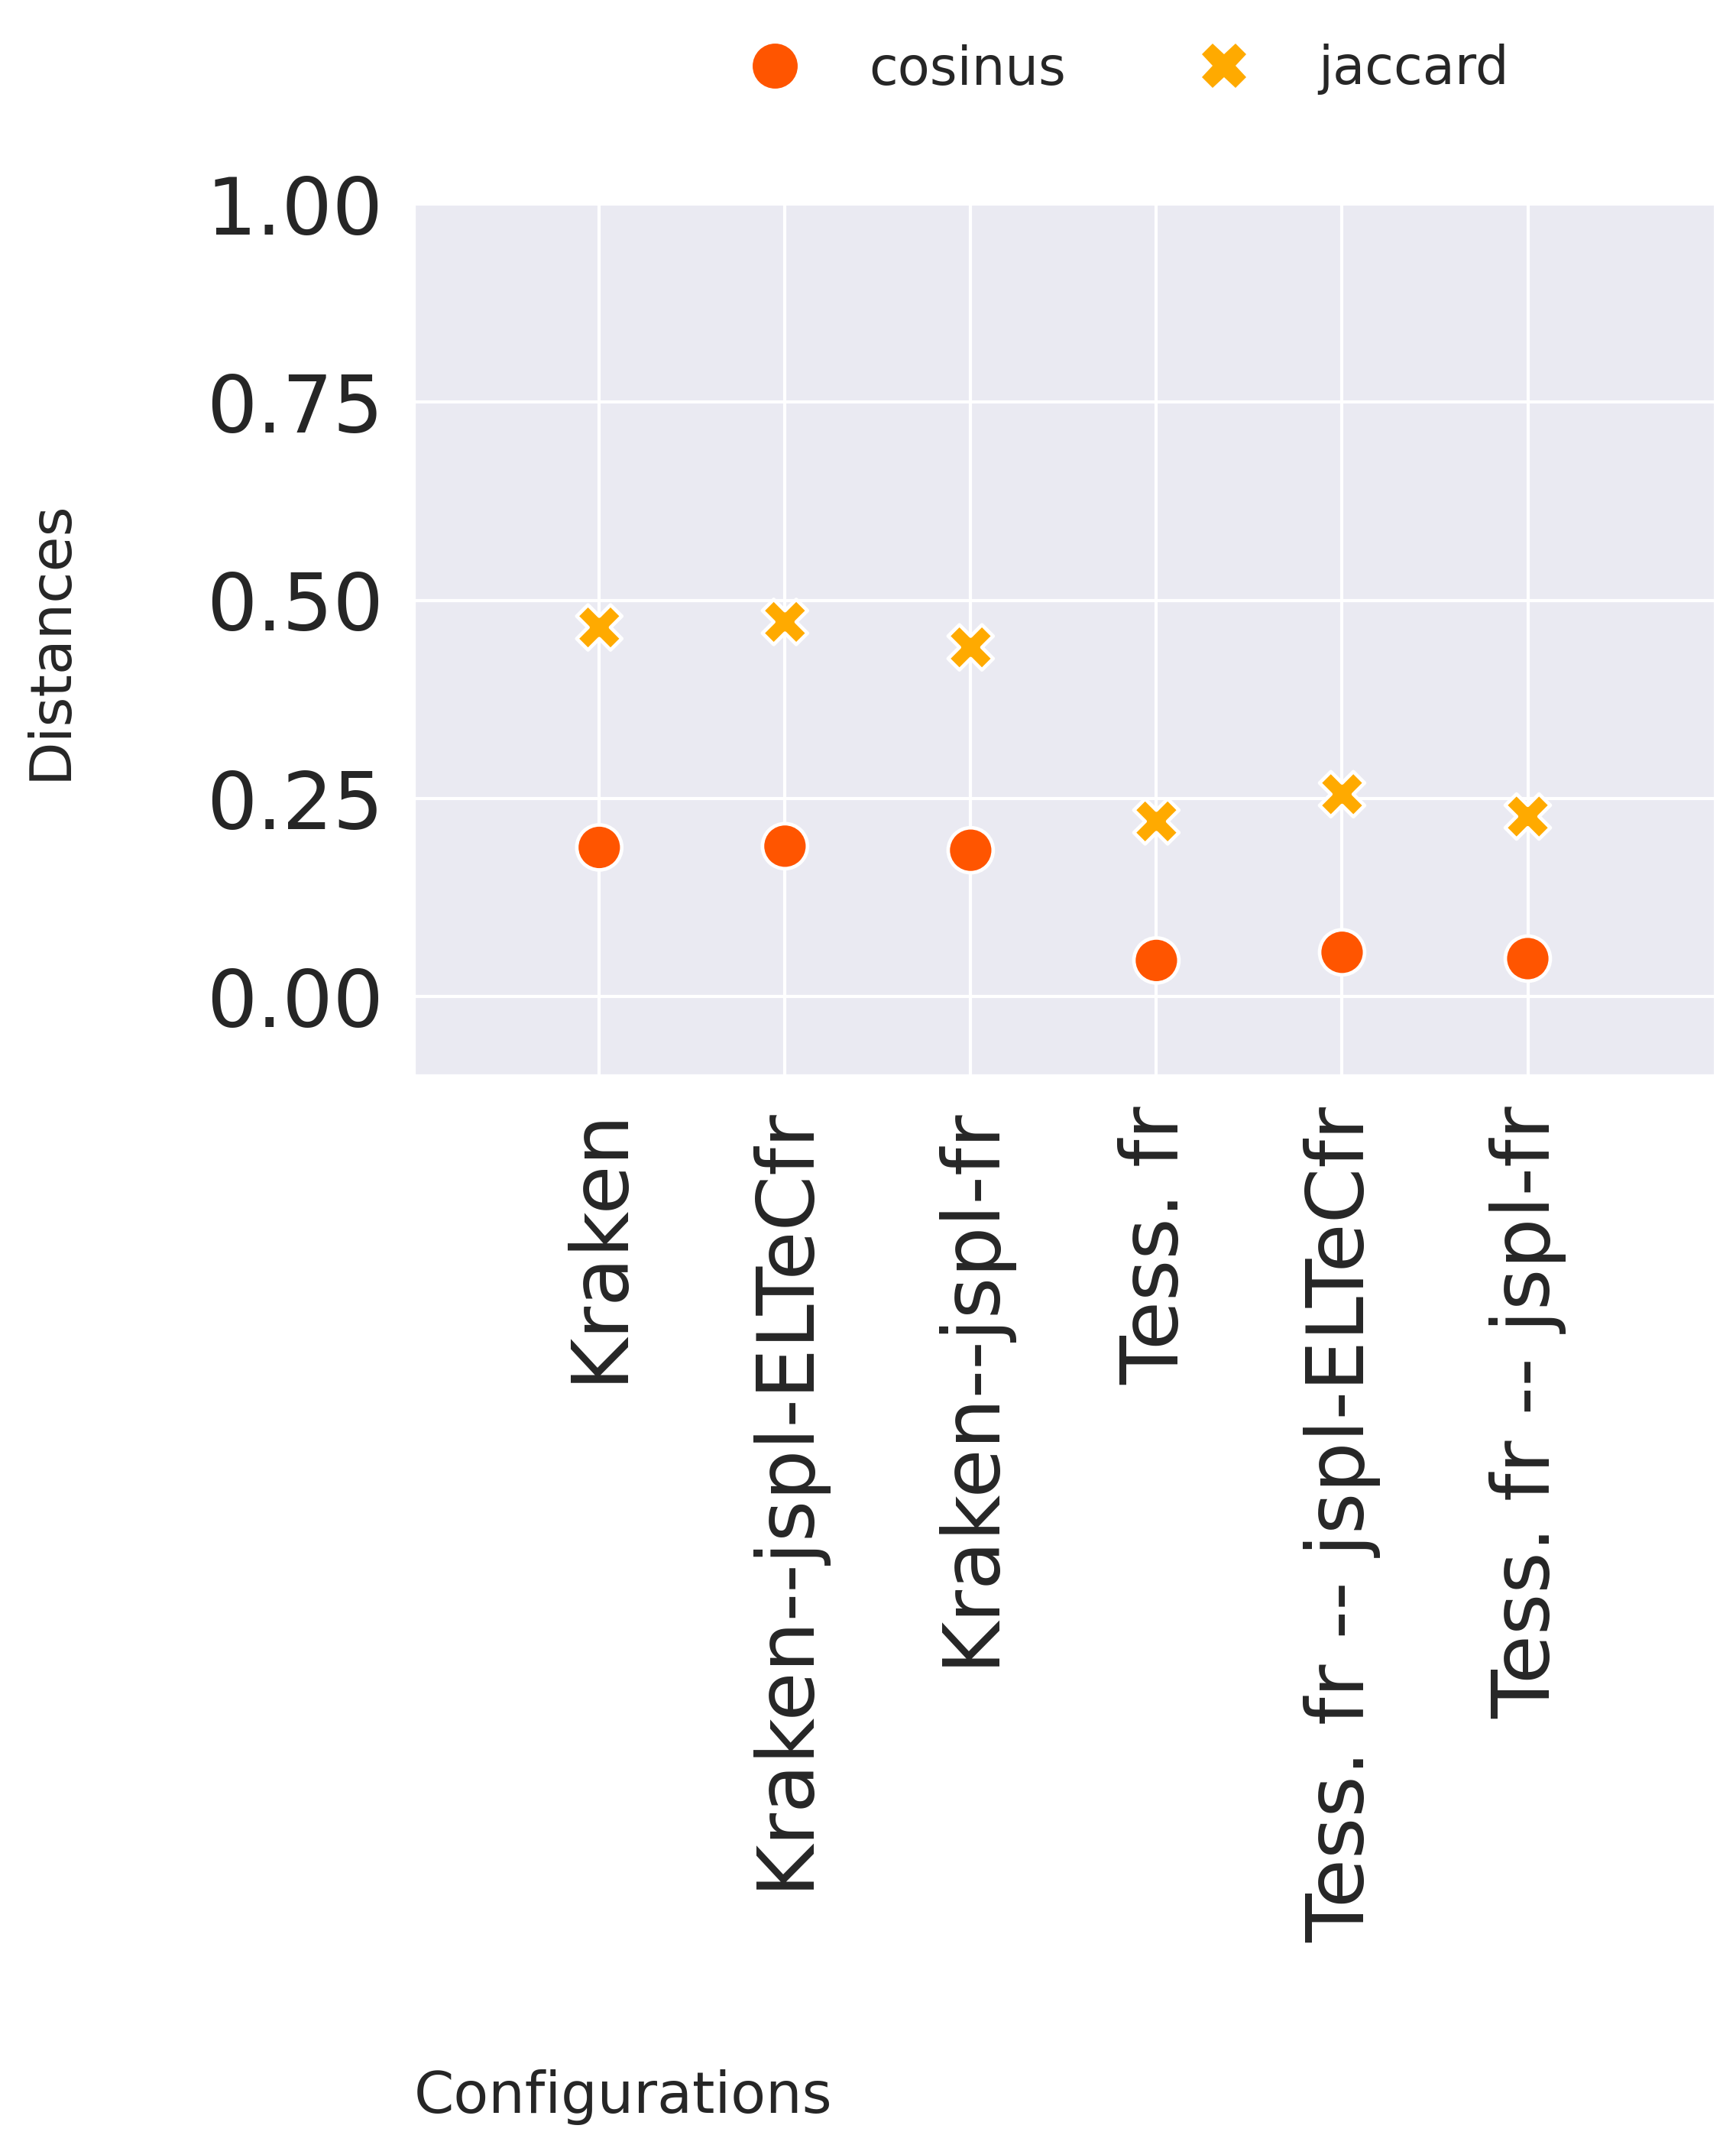 cosinus jaccard
1.00
0.75
0.50
0.25
0.00
Distances
Kraken
Kraken--jspl-ELTeCfr
Kraken--jspl-fr
Tess. fr
Tess. fr -- jspl-ELTeCfr
Tess. fr -- jspl-fr
Configurations